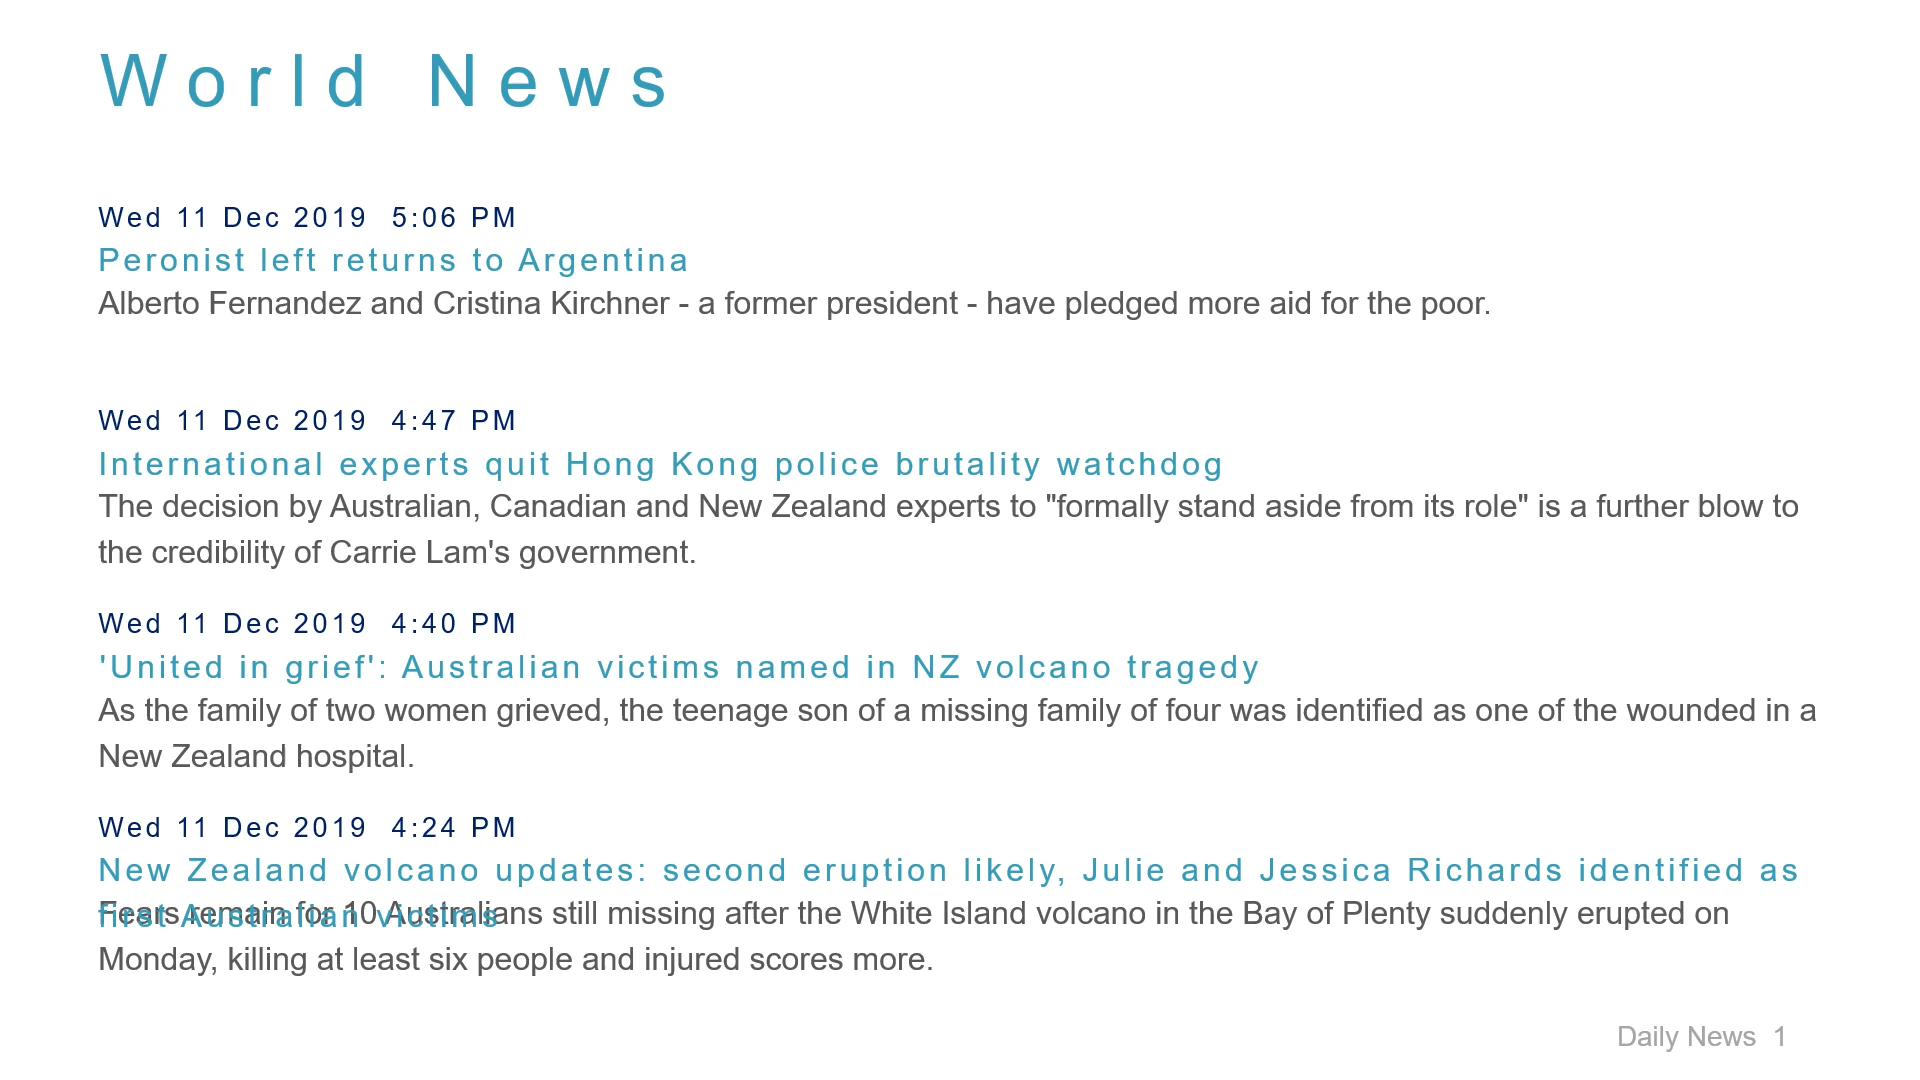 World News
Wed 11 Dec 2019  5:06 PM
Peronist left returns to Argentina
Alberto Fernandez and Cristina Kirchner - a former president - have pledged more aid for the poor.
Wed 11 Dec 2019  4:47 PM
International experts quit Hong Kong police brutality watchdog
The decision by Australian, Canadian and New Zealand experts to "formally stand aside from its role" is a further blow to
the credibility of Carrie Lam's government.
Wed 11 Dec 2019  4:40 PM
'United in grief': Australian victims named in NZ volcano tragedy
As the family of two women grieved, the teenage son of a missing family of four was identified as one of the wounded in a
New Zealand hospital.
Wed 11 Dec 2019  4:24 PM
New Zealand volcano updates: second eruption likely, Julie and Jessica Richards identified as
first Australian victims
Fears remain for 10 Australians still missing after the White Island volcano in the Bay of Plenty suddenly erupted on
Monday, killing at least six people and injured scores more.
Daily News  1